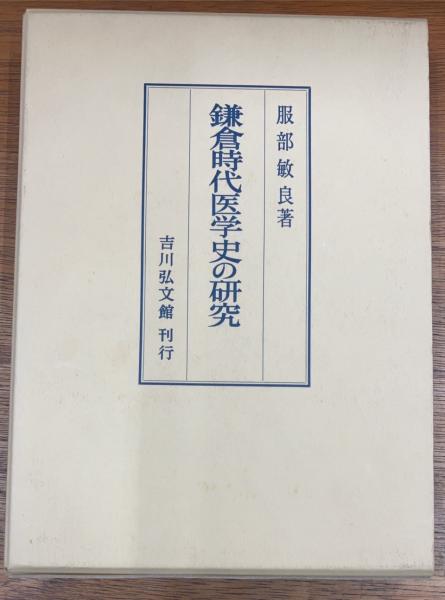 服部敏良著
鎌倉時代医学史の研究
吉川弘文館 刊行